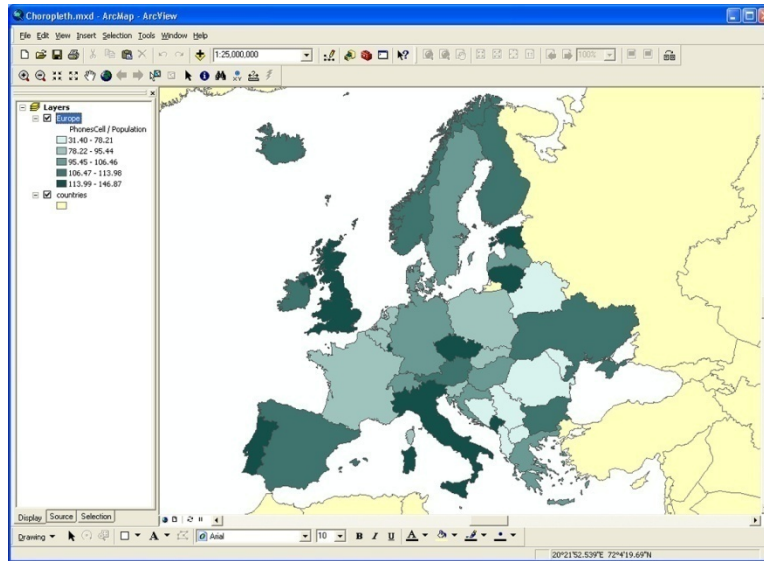 Choropleth.mxd - ArcMap - ArcView
File Edit View Insert Selection Tools Window Help
1:25,000,000
100%
Layers
Europe
PhonesCell / Population
31.40 - 78.21
78.22 - 95.44
95.45 - 106.46
106.47 - 113.98
113.99 - 146.87
countries
Display Source Selection
Drawing A Arial 10 B I U A
20°21'52.539"E 72°4'19.69"N